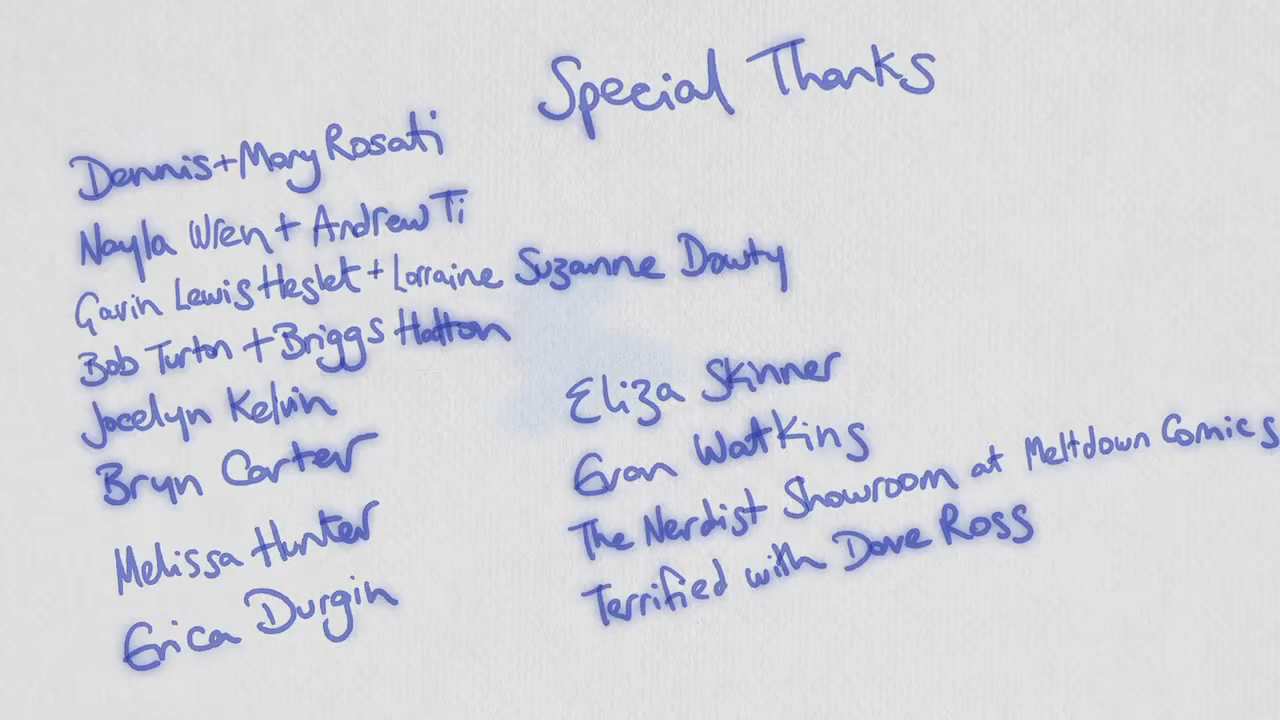 Special Thanks
Dennis + Mary Rosati
Nayla Wren + Andrew Ti
Gavin Lewis Heslet + Lorraine
Bob Turton + Briggs Hatton
Jocelyn Kelvin
Bryn Carter
Melissa Hunter
Erica Durgin
Suzanne Dowty
Eliza Skinner
Evan Watkins
The Nerdist Showroom at Meltdown Comics
Terrified with Dave Ross